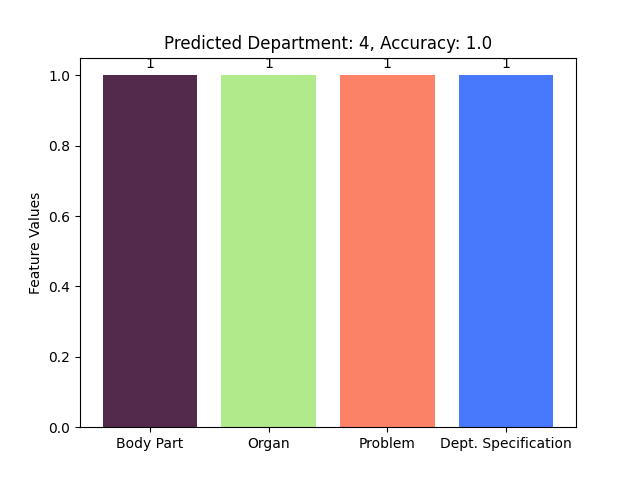 Predicted Department: 4, Accuracy: 1.0
1 1 1 1
1.0
0.8
0.6
0.4
0.2
0.0
Feature Values
Body Part Organ Problem Dept. Specification